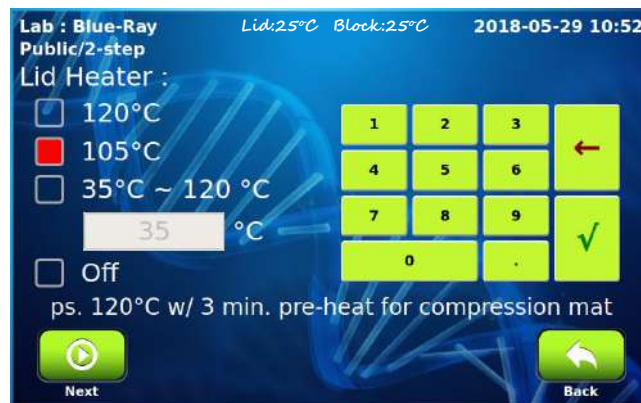 Lab : Blue-Ray Lid:25°C Block:25°C 2018-05-29 10:52
Public/2-step
Lid Heater :
120°C
105°C
35°C ~ 120 °C
35 °C
Off
1 2 3 ←
4 5 6
7 8 9 √
0 .
ps. 120°C w/ 3 min. pre-heat for compression mat
Next Back